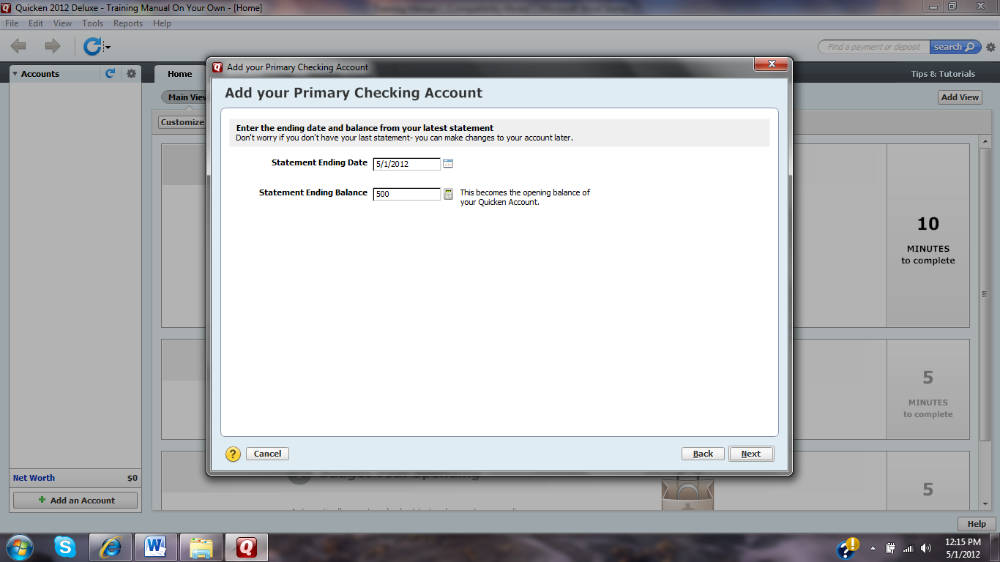 Quicken 2012 Deluxe - Training Manual On Your Own - [Home]
File Edit View Tools Reports Help
Find a payment or deposit search
Accounts
Home
Tips & Tutorials
Main View
Add View
Customize
Add your Primary Checking Account
Add your Primary Checking Account
Enter the ending date and balance from your latest statement
Don't worry if you don't have your last statement- you can make changes to your account later.
Statement Ending Date 5/1/2012
Statement Ending Balance 500 This becomes the opening balance of
your Quicken Account.
10
MINUTES
to complete
5
MINUTES
to complete
? Cancel Back Next
Budget Your Spending
5
Net Worth $0
Add an Account
Help
12:15 PM
5/1/2012